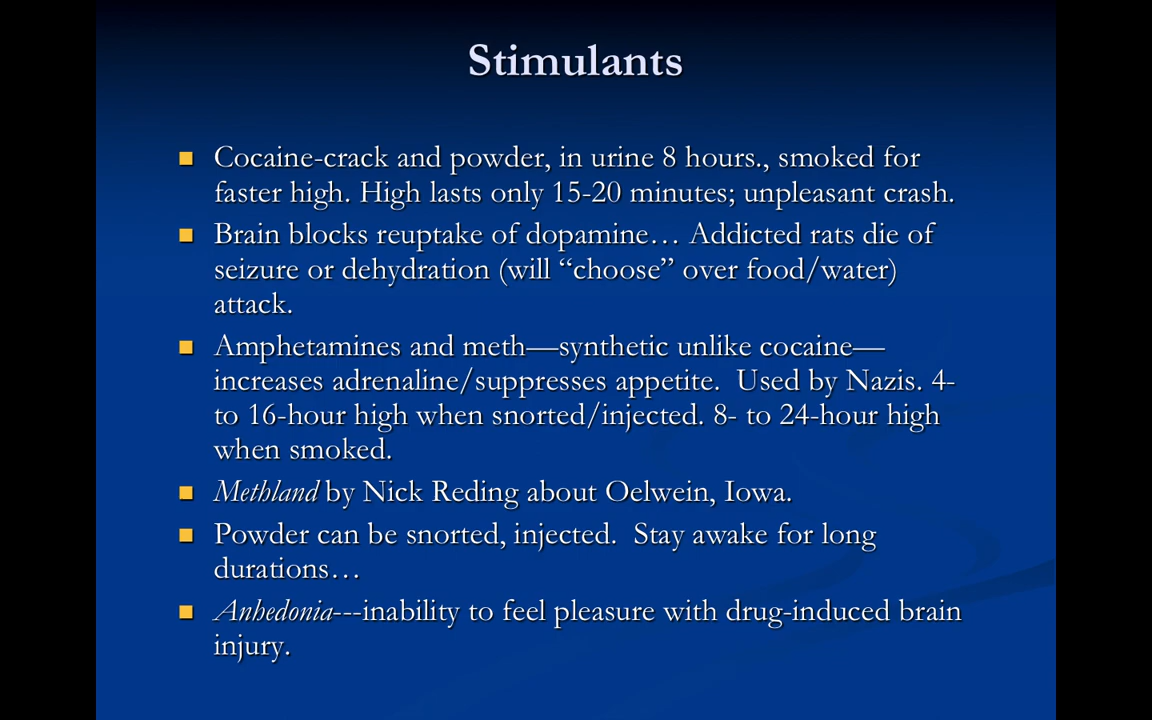 Stimulants
Cocaine-crack and powder, in urine 8 hours., smoked for
faster high. High lasts only 15-20 minutes; unpleasant crash.
Brain blocks reuptake of dopamine… Addicted rats die of
seizure or dehydration (will “choose” over food/water)
attack.
Amphetamines and meth—synthetic unlike cocaine—
increases adrenaline/suppresses appetite.  Used by Nazis. 4-
to 16-hour high when snorted/injected. 8- to 24-hour high
when smoked.
Methland by Nick Reding about Oelwein, Iowa.
Powder can be snorted, injected.  Stay awake for long
durations…
Anhedonia---inability to feel pleasure with drug-induced brain
injury.